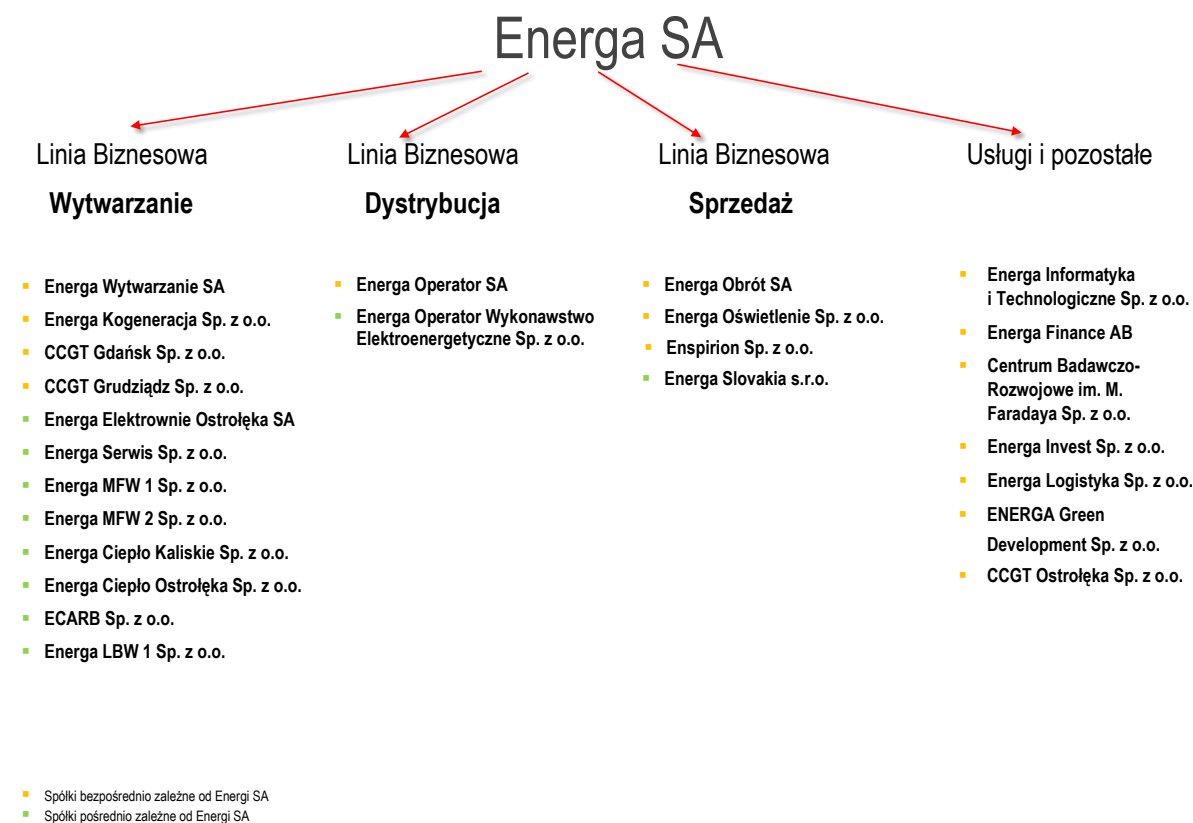 Energa SA
Linia Biznesowa
Wytwarzanie
Energa Wytwarzanie SA
Energa Kogeneracja Sp. z o.o.
CCGT Gdańsk Sp. z o.o.
CCGT Grudziądz Sp. z o.o.
Energa Elektrownie Ostrołęka SA
Energa Serwis Sp. z o.o.
Energa MFW 1 Sp. z o.o.
Energa MFW 2 Sp. z o.o.
Energa Ciepło Kaliskie Sp. z o.o.
Energa Ciepło Ostrołęka Sp. z o.o.
ECARB Sp. z o.o.
Energa LBW 1 Sp. z o.o.
Linia Biznesowa
Dystrybucja
Energa Operator SA
Energa Operator Wykonawstwo
Elektroenergetyczne Sp. z o.o.
Linia Biznesowa
Sprzedaż
Energa Obrót SA
Energa Oświetlenie Sp. z o.o.
Enspirion Sp. z o.o.
Energa Slovakia s.r.o.
Usługi i pozostałe
Energa Informatyka
i Technologiczne Sp. z o.o.
Energa Finance AB
Centrum Badawczo-
Rozwojowe im. M.
Faradaya Sp. z o.o.
Energa Invest Sp. z o.o.
Energa Logistyka Sp. z o.o.
ENERGA Green
Development Sp. z o.o.
CCGT Ostrołęka Sp. z o.o.
Spółki bezpośrednio zależne od Energi SA
Spółki pośrednio zależne od Energi SA